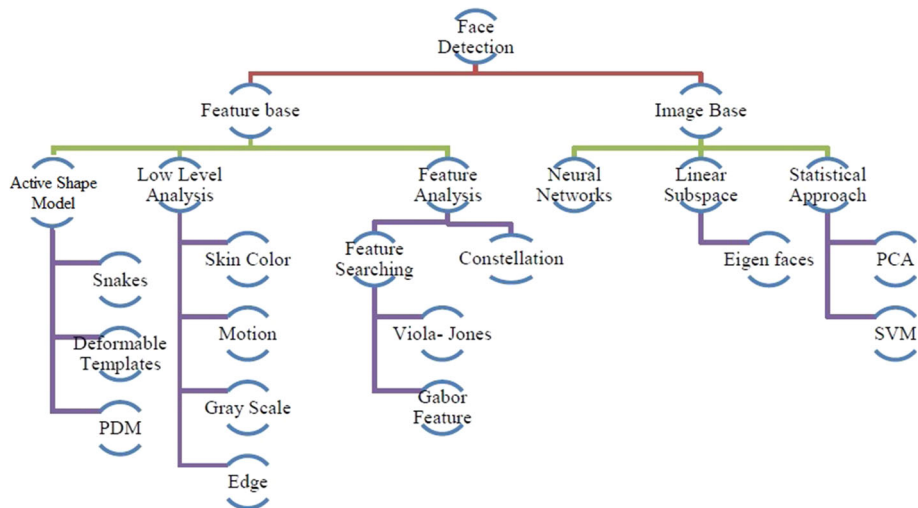 Face
Detection
Feature base
Image Base
Active Shape
Model
Low Level
Analysis
Feature
Analysis
Neural
Networks
Linear
Subspace
Statistical
Approach
Snakes
Deformable
Templates
PDM
Skin Color
Motion
Gray Scale
Edge
Feature
Searching
Constellation
Viola- Jones
Gabor
Feature
Eigen faces
PCA
SVM